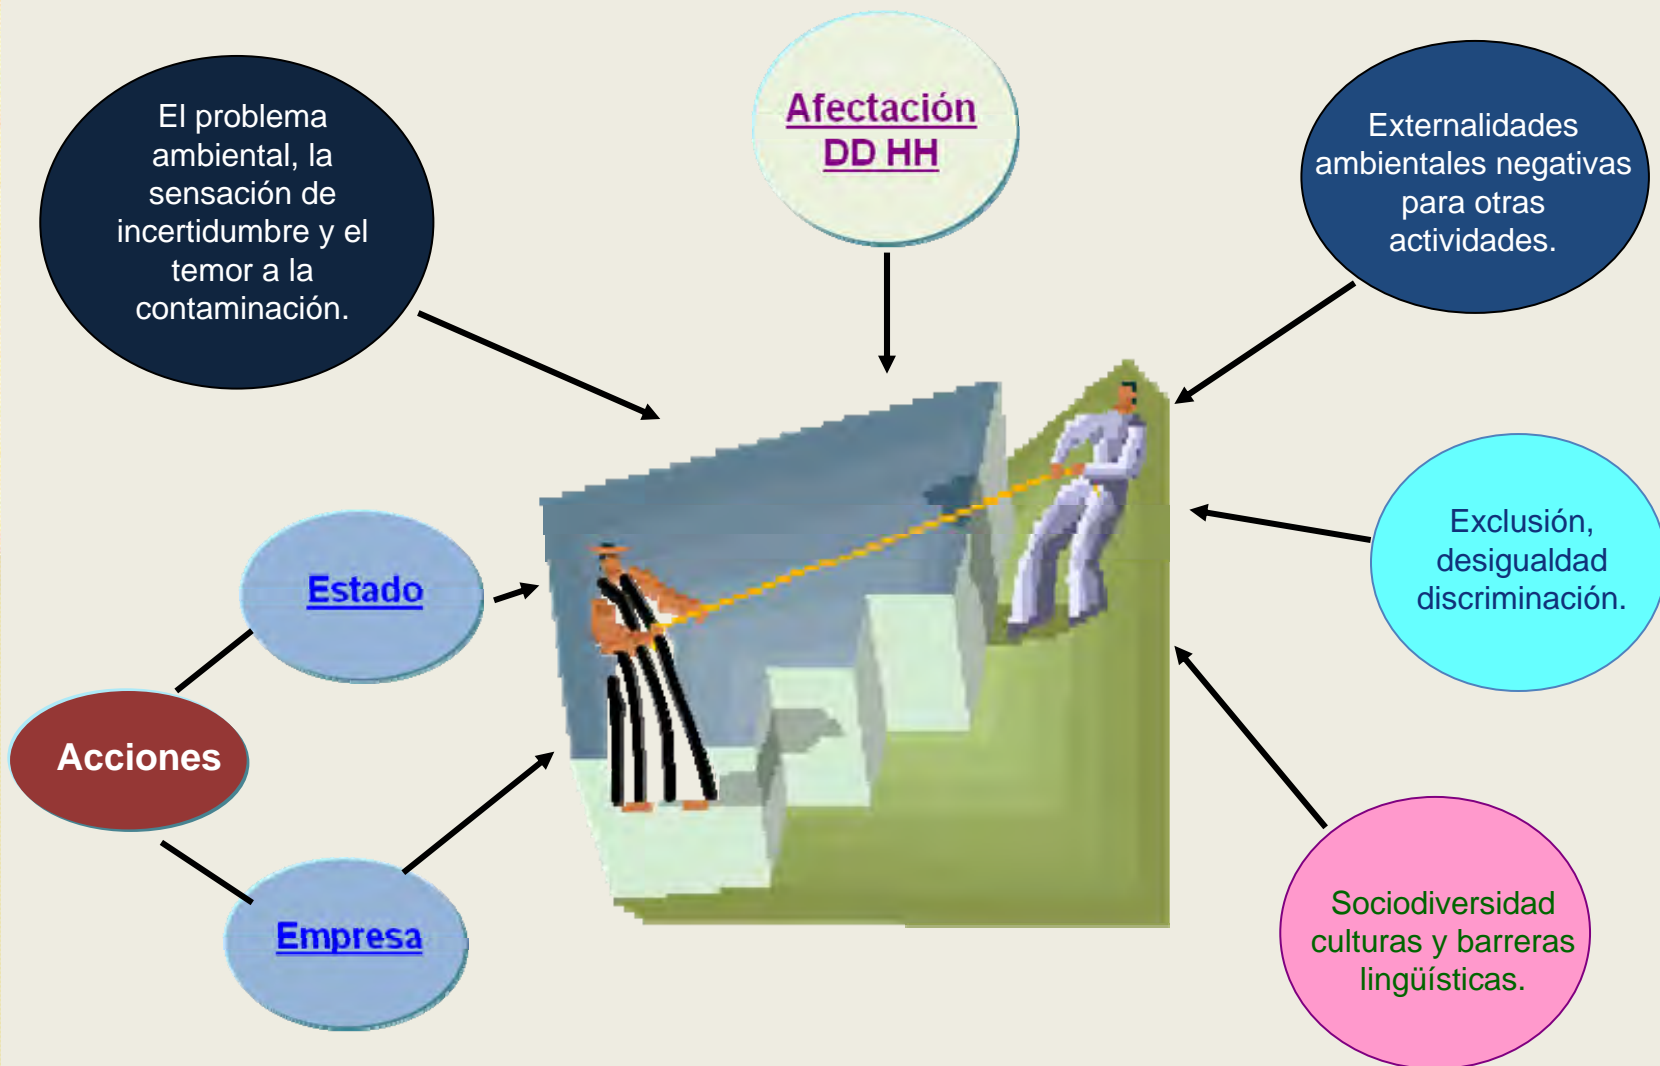 El problema
ambiental, la
sensación de
incertidumbre y el
temor a la
contaminación.
Afectación
DD HH
Externalidades
ambientales negativas
para otras
actividades.
Estado
Acciones
Empresa
Exclusión,
desigualdad
discriminación.
Sociodiversidad
culturas y barreras
lingüísticas.